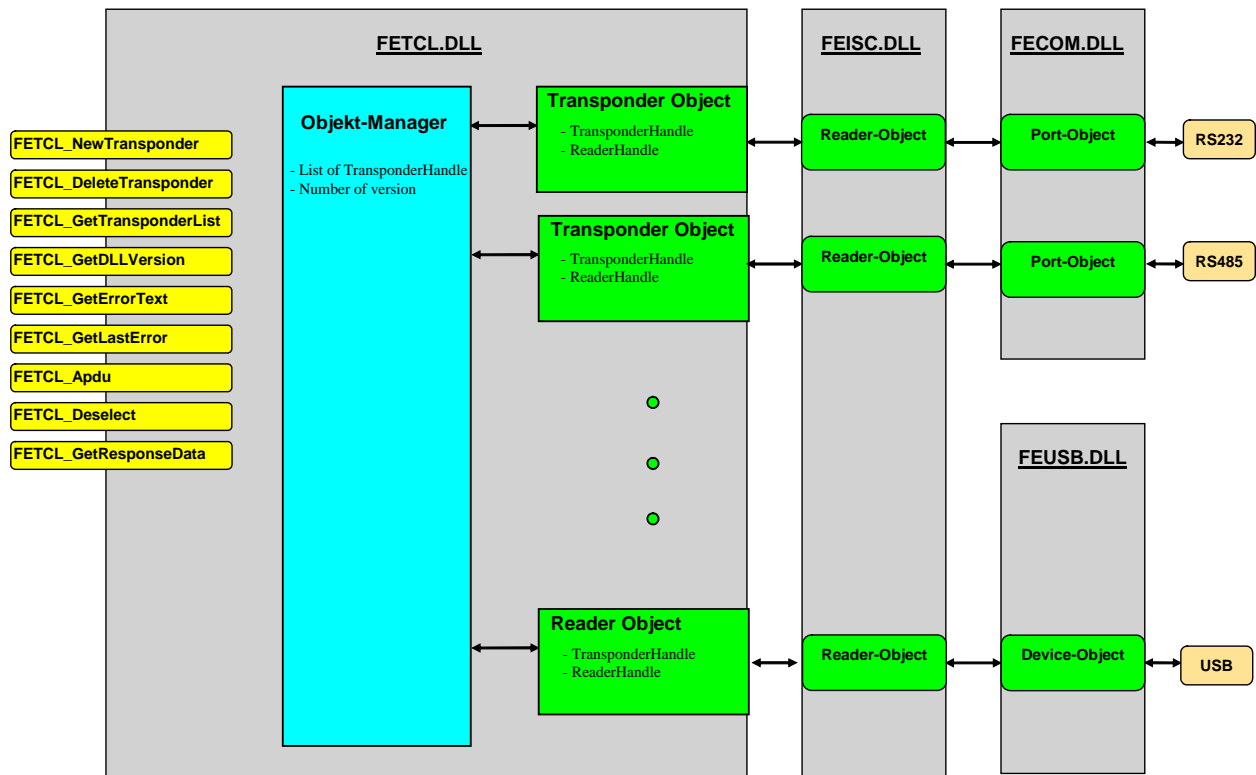 FETCL.DLL
FEISC.DLL
FECOM.DLL
FETCL_NewTransponder
FETCL_DeleteTransponder
FETCL_GetTransponderList
FETCL_GetDLLVersion
FETCL_GetErrorText
FETCL_GetLastError
FETCL_Apdu
FETCL_Deselect
FETCL_GetResponseData
Objekt-Manager
- List of TransponderHandle
- Number of version
Transponder Object
- TransponderHandle
- ReaderHandle
Reader-Object
Port-Object
RS232
Transponder Object
- TransponderHandle
- ReaderHandle
Reader-Object
Port-Object
RS485
FEUSB.DLL
Reader Object
- TransponderHandle
- ReaderHandle
Reader-Object
Device-Object
USB